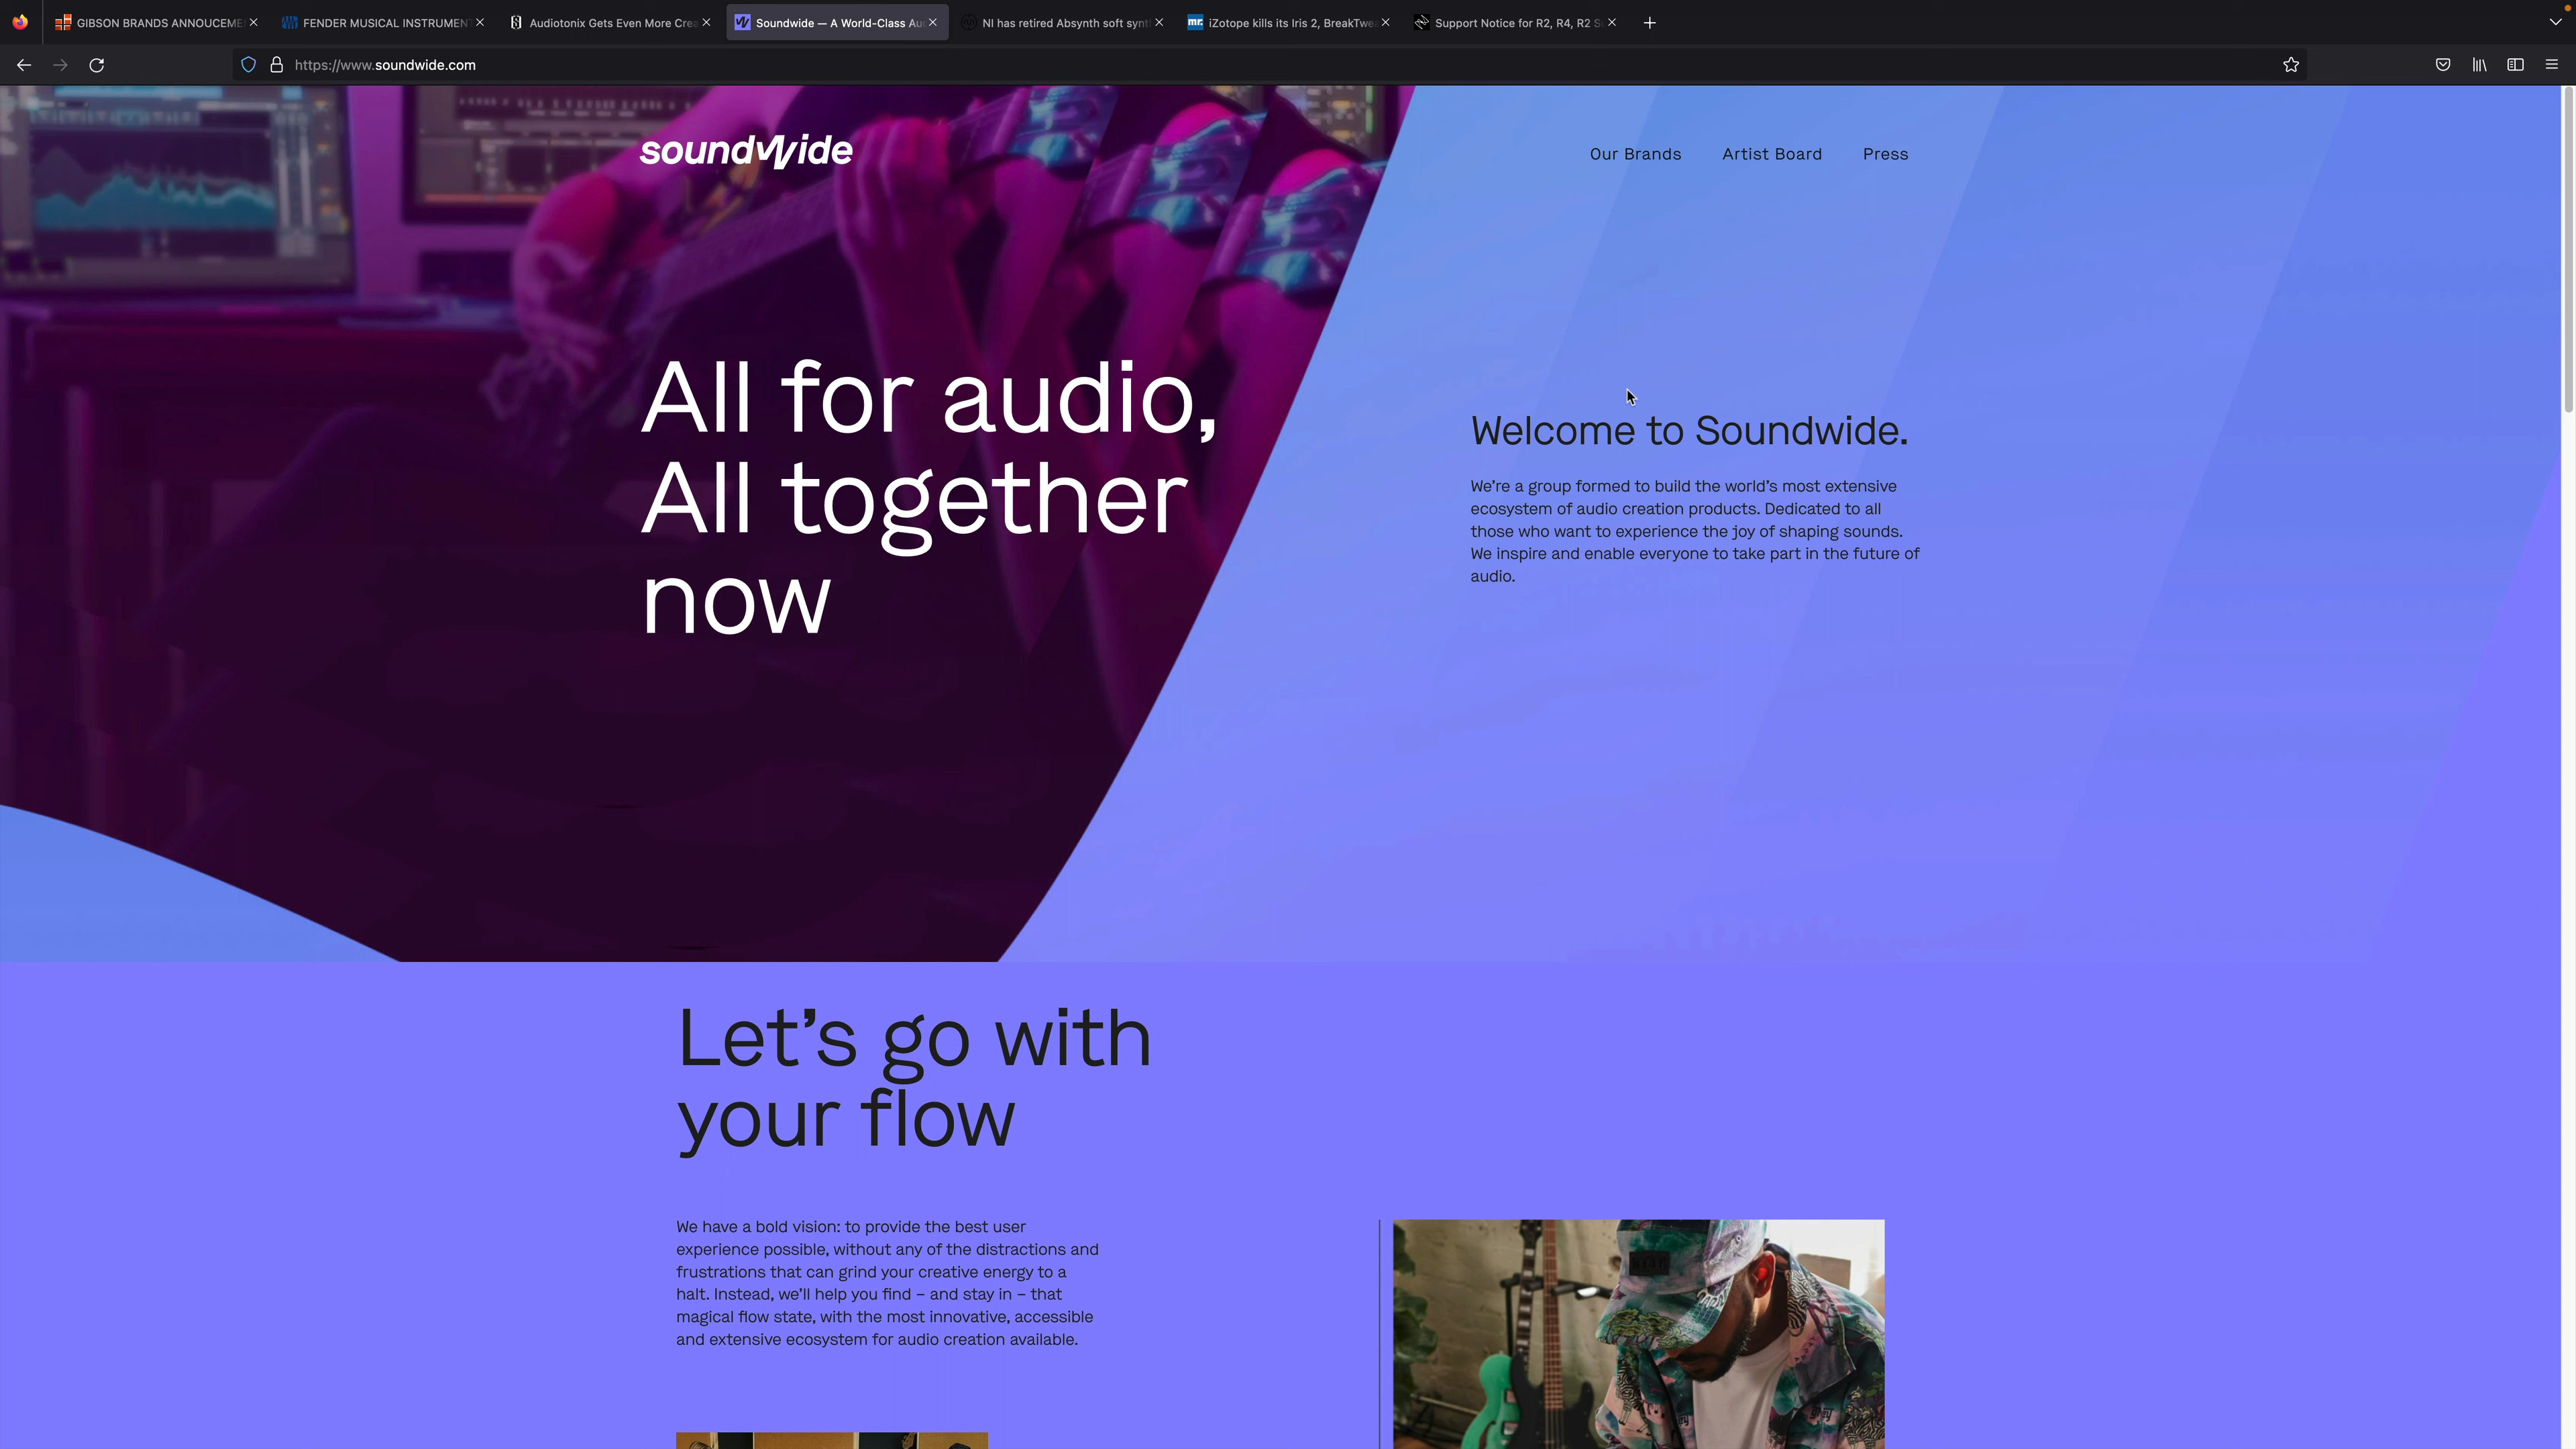 GIBSON BRANDS ANNOUCEME
FENDER MUSICAL INSTRUMENT
Audiotonix Gets Even More Crea
Soundwide — A World-Class Au
NI has retired Absynth soft synt
iZotope kills its Iris 2, BreakTwea
Support Notice for R2, R4, R2 S
https://www.soundwide.com
soundwide
Our Brands
Artist Board
Press
All for audio,
All together
now
Welcome to Soundwide.
We’re a group formed to build the world’s most extensive
ecosystem of audio creation products. Dedicated to all
those who want to experience the joy of shaping sounds.
We inspire and enable everyone to take part in the future of
audio.
Let’s go with
your flow
We have a bold vision: to provide the best user
experience possible, without any of the distractions and
frustrations that can grind your creative energy to a
halt. Instead, we’ll help you find – and stay in – that
magical flow state, with the most innovative, accessible
and extensive ecosystem for audio creation available.